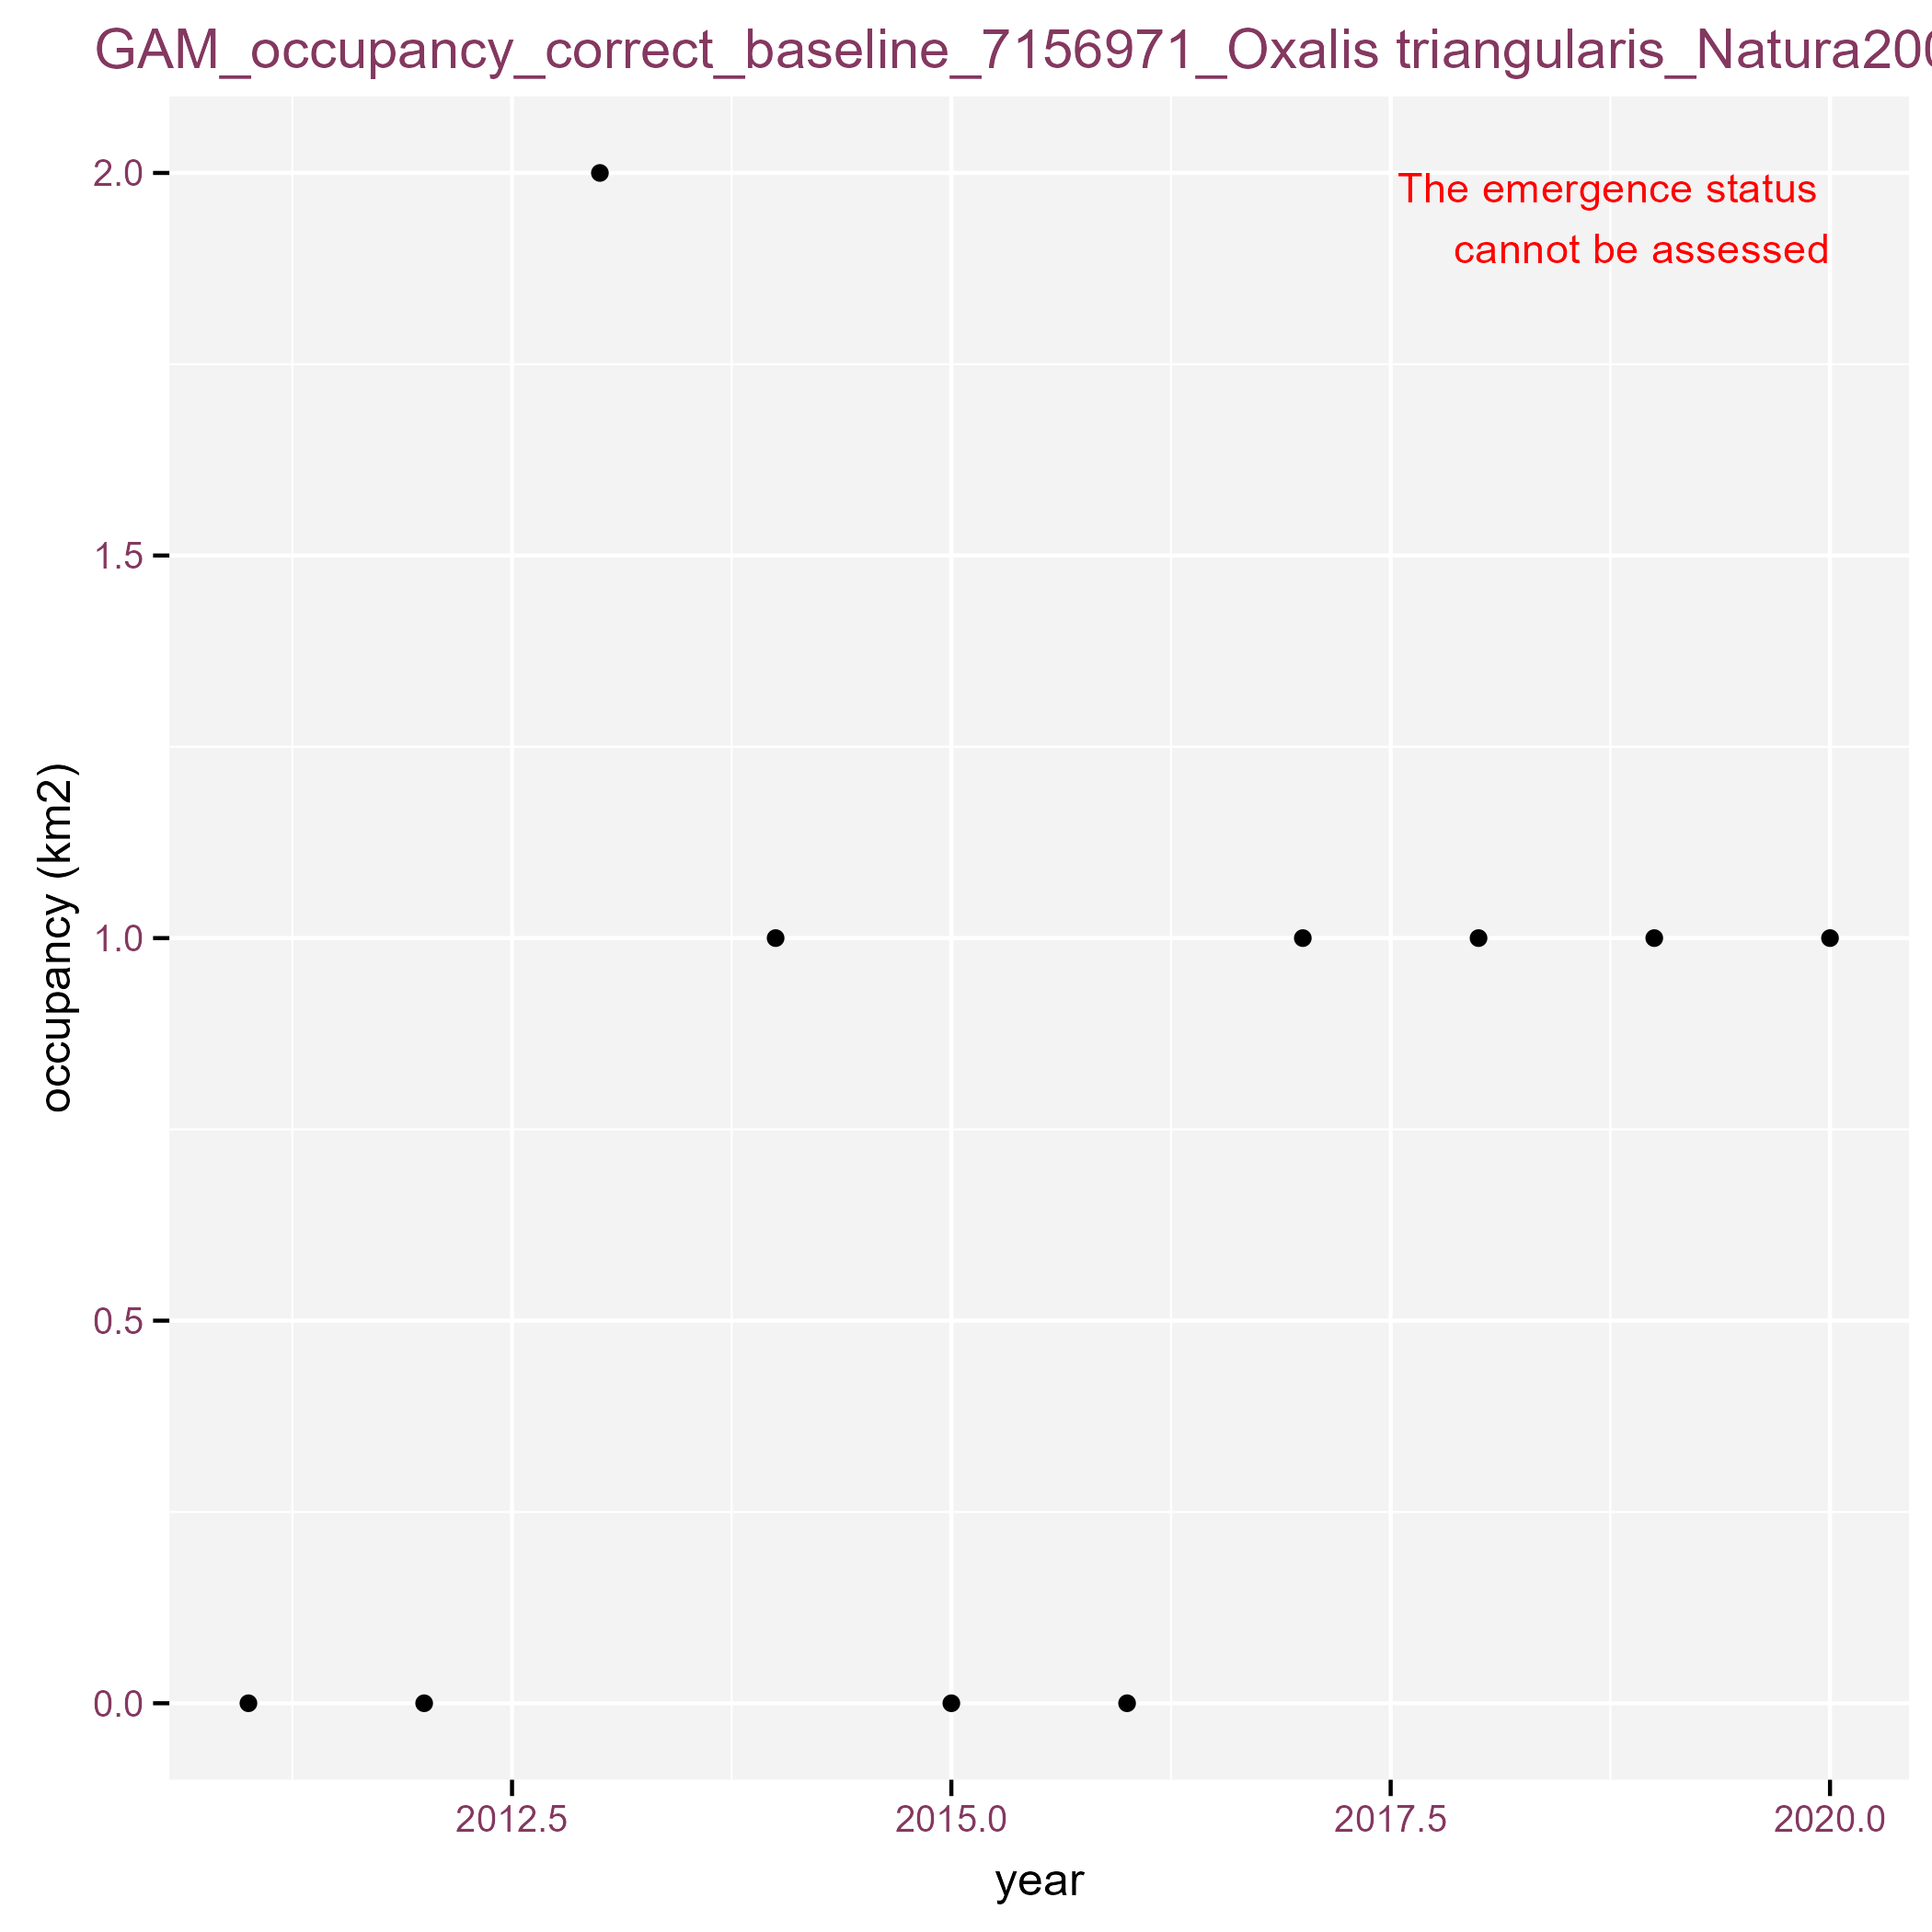 GAM_occupancy_correct_baseline_7156971_Oxalis triangularis_Natura200
2.0
The emergence status
cannot be assessed
1.5
occupancy (km2)
1.0
0.5
0.0
2012.5 2015.0 2017.5 2020.0
year